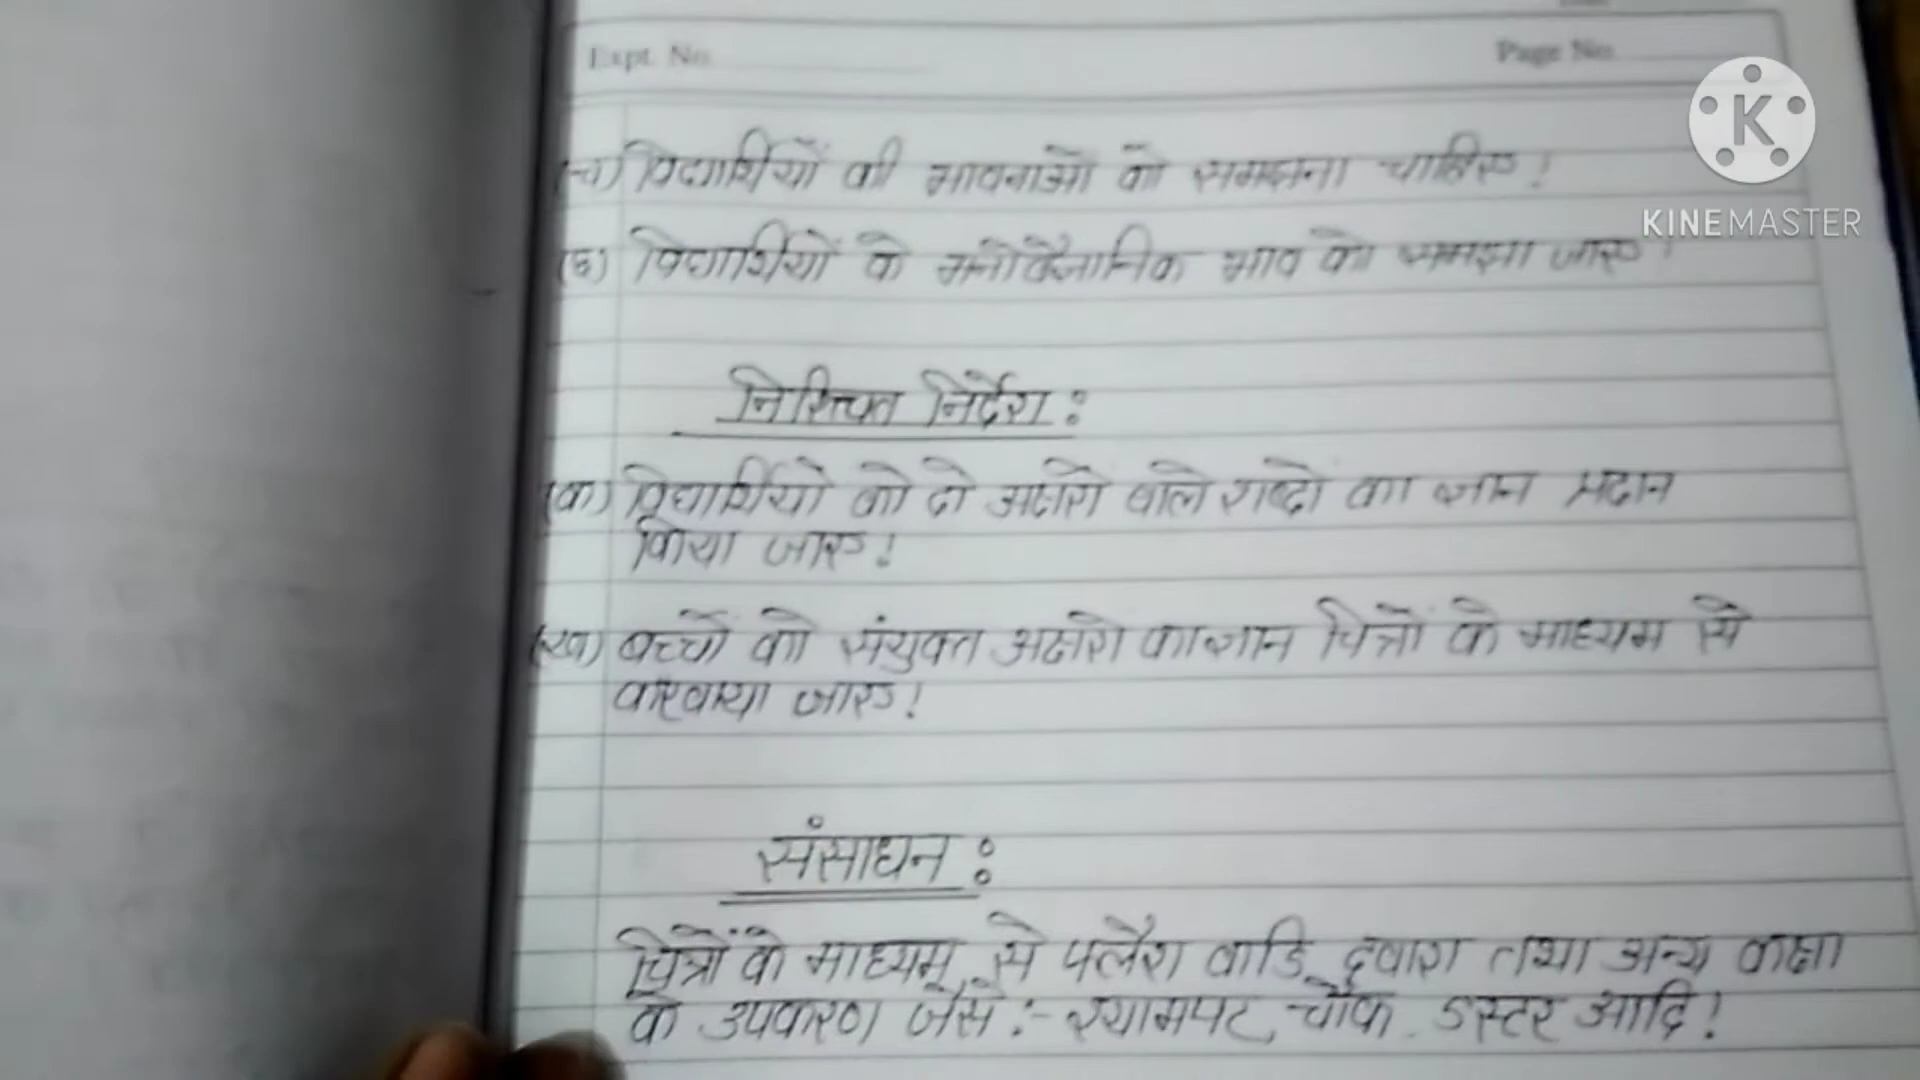 Expt. No.
Page No.
(च) विद्यार्थियों की भावनाओं को समझना चाहिए!
(छ) विद्यार्थियों के मनोवैज्ञानिक भाव को समझा जाए!
निश्चित निर्देश :
(क) विद्यार्थियो को दो अक्षरो वाले शब्दो का ज्ञान प्रदान
किया जाए!
(ख) बच्चों को संयुक्त अक्षरो का ज्ञान चित्रों के माध्यम से
करवाया जाए!
संसाधन :
चित्रों के माध्यम से फ्लैश कार्ड द्वारा तथा अन्य कक्षा
के उपकरण जैसे :- श्यामपट, चौक, डस्टर आदि!
K
KINEMASTER